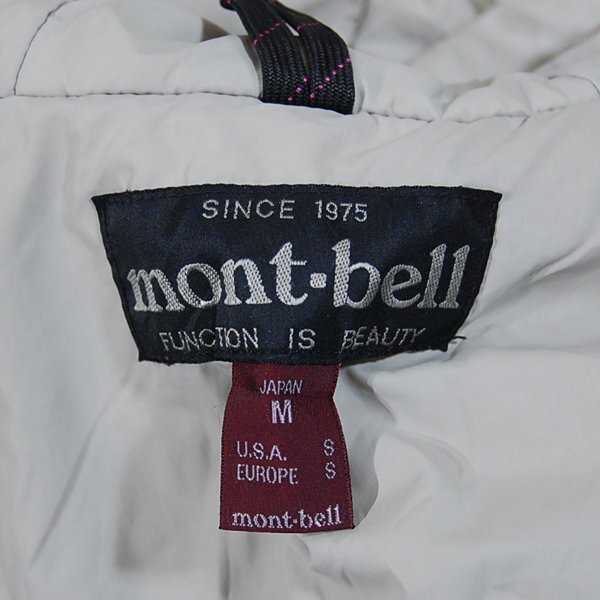 SINCE 1975
mont·bell
FUNCTION IS BEAUTY
JAPAN
M
U.S.A. S
EUROPE S
mont·bell